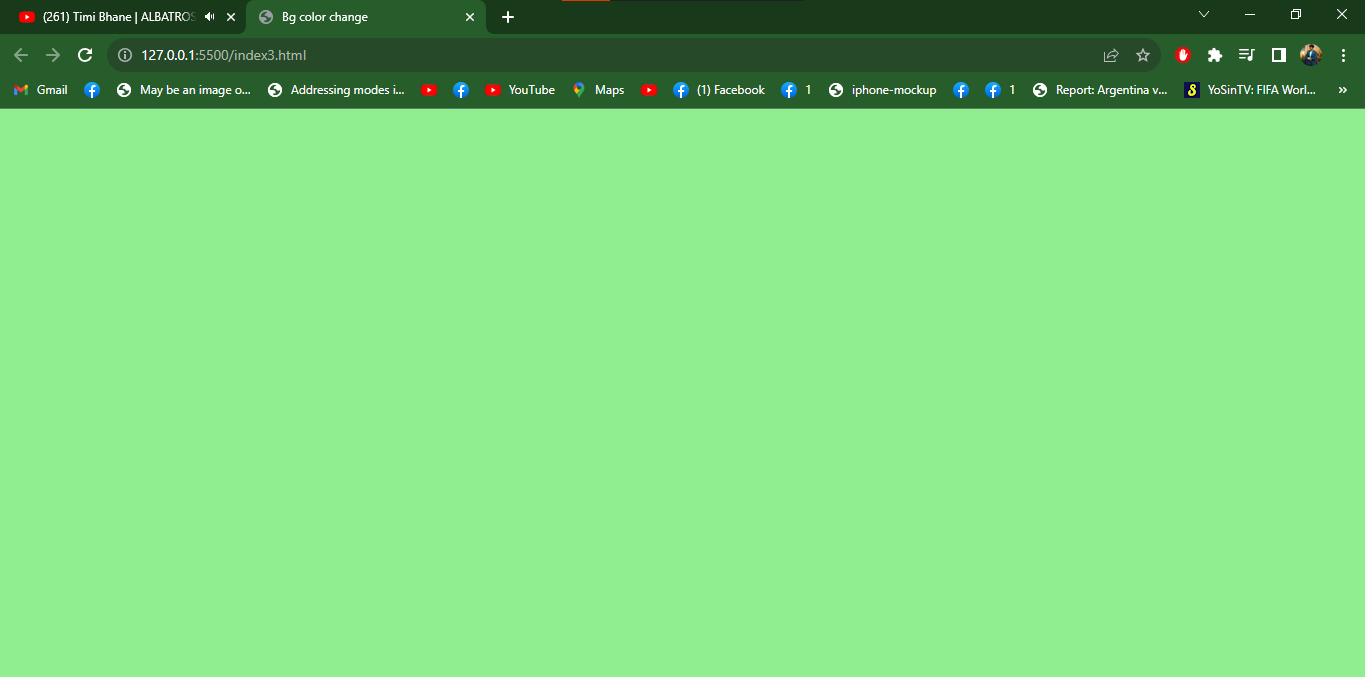 (261) Timi Bhane | ALBATROS
Bg color change
127.0.0.1:5500/index3.html
Gmail May be an image o... Addressing modes i... YouTube Maps (1) Facebook 1 iphone-mockup 1 Report: Argentina v... YoSinTV: FIFA Worl... »